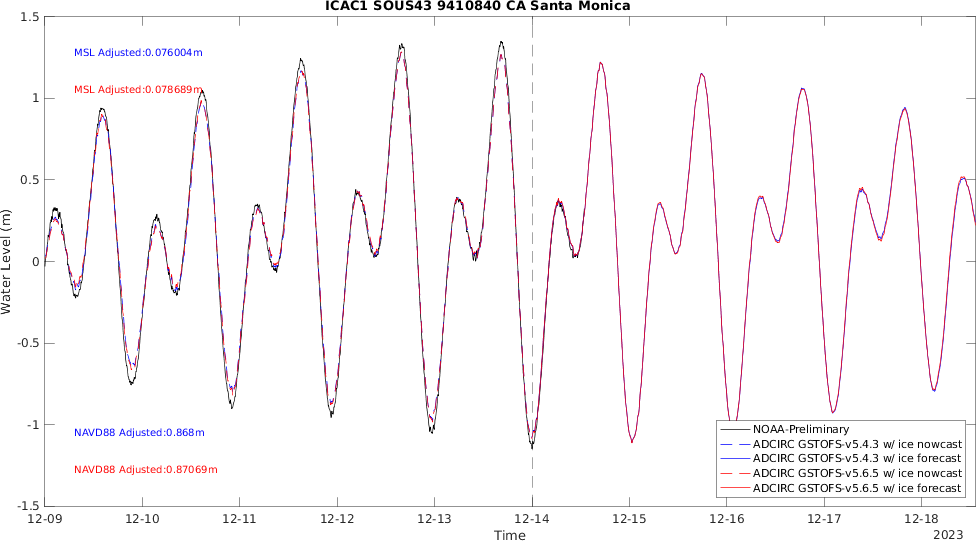 ICAC1 SOUS43 9410840 CA Santa Monica
1.5
1
0.5
0
-0.5
-1
-1.5
Water Level (m)
MSL Adjusted:0.076004m
MSL Adjusted:0.078689m
NAVD88 Adjusted:0.868m
NAVD88 Adjusted:0.87069m
NOAA-Preliminary
ADCIRC GSTOFS-v5.4.3 w/ ice nowcast
ADCIRC GSTOFS-v5.4.3 w/ ice forecast
ADCIRC GSTOFS-v5.6.5 w/ ice nowcast
ADCIRC GSTOFS-v5.6.5 w/ ice forecast
12-09 12-10 12-11 12-12 12-13 12-14 12-15 12-16 12-17 12-18
Time
2023